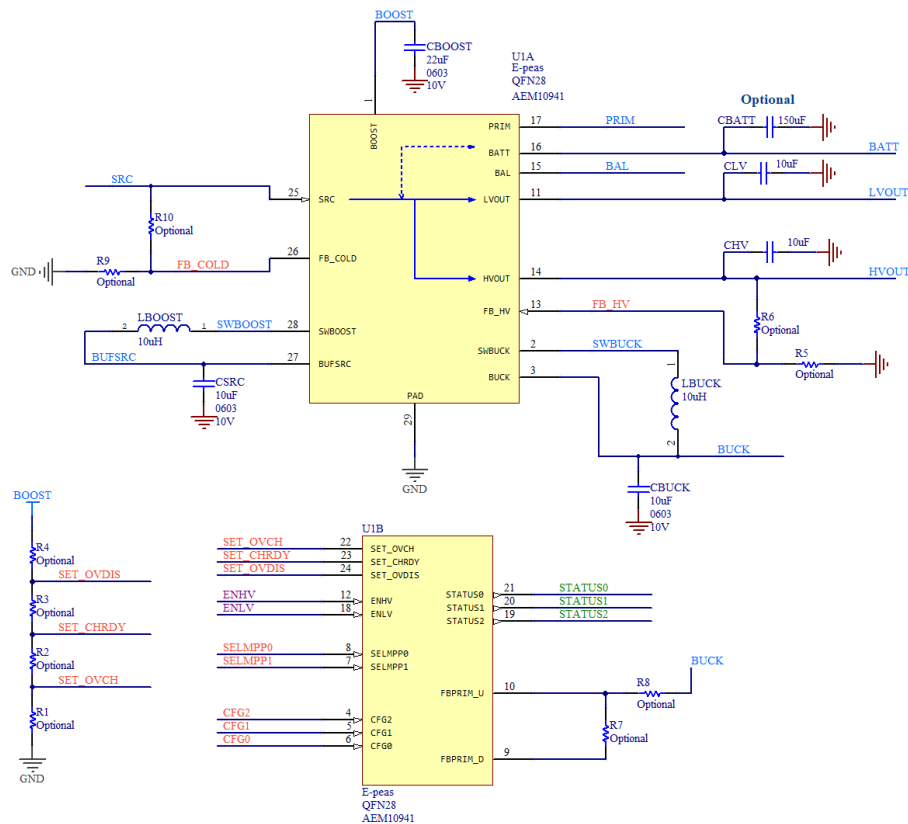 BOOST
CBOOST
22uF
0603
10V
U1A
E-peas
QFN28
AEM10941
1
BOOST
Optional
PRIM
17
PRIM
CBATT
150uF
BATT
16
BATT
BAL
15
BAL
CLV
10uF
LVOUT
11
LVOUT
SRC
25
SRC
R10
Optional
26
FB_COLD
GND
R9
Optional
FB_COLD
CHV
10uF
HVOUT
14
HVOUT
FB_HV
13
FB_HV
R6
Optional
R5
Optional
LBOOST
2
1
10uH
SWBOOST
28
SWBOOST
BUFSRC
27
BUFSRC
CSRC
10uF
0603
10V
SWBUCK
2
SWBUCK
BUCK
3
1
LBUCK
10uH
2
BUCK
CBUCK
10uF
0603
10V
PAD
29
GND
BOOST
R4
Optional
SET_OVDIS
R3
Optional
SET_CHRDY
R2
Optional
SET_OVCH
R1
Optional
GND
U1B
SET_OVCH
22
SET_OVCH
SET_CHRDY
23
SET_CHRDY
SET_OVDIS
24
SET_OVDIS
ENHV
12
ENHV
ENLV
18
ENLV
SELMPP0
8
SELMPP0
SELMPP1
7
SELMPP1
CFG2
4
CFG2
CFG1
5
CFG1
CFG0
6
CFG0
STATUS0
21
STATUS0
STATUS1
20
STATUS1
STATUS2
19
STATUS2
BUCK
FBPRIM_U
10
R8
Optional
R7
Optional
FBPRIM_D
9
E-peas
QFN28
AEM10941